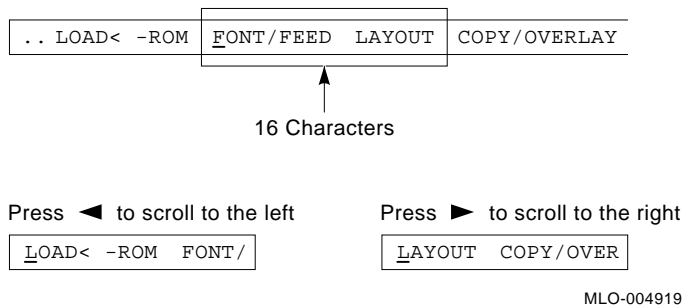 .. LOAD< -ROM FONT/FEED LAYOUT COPY/OVERLAY
16 Characters
Press ◄ to scroll to the left
Press ► to scroll to the right
LOAD< -ROM FONT/
LAYOUT COPY/OVER
MLO-004919